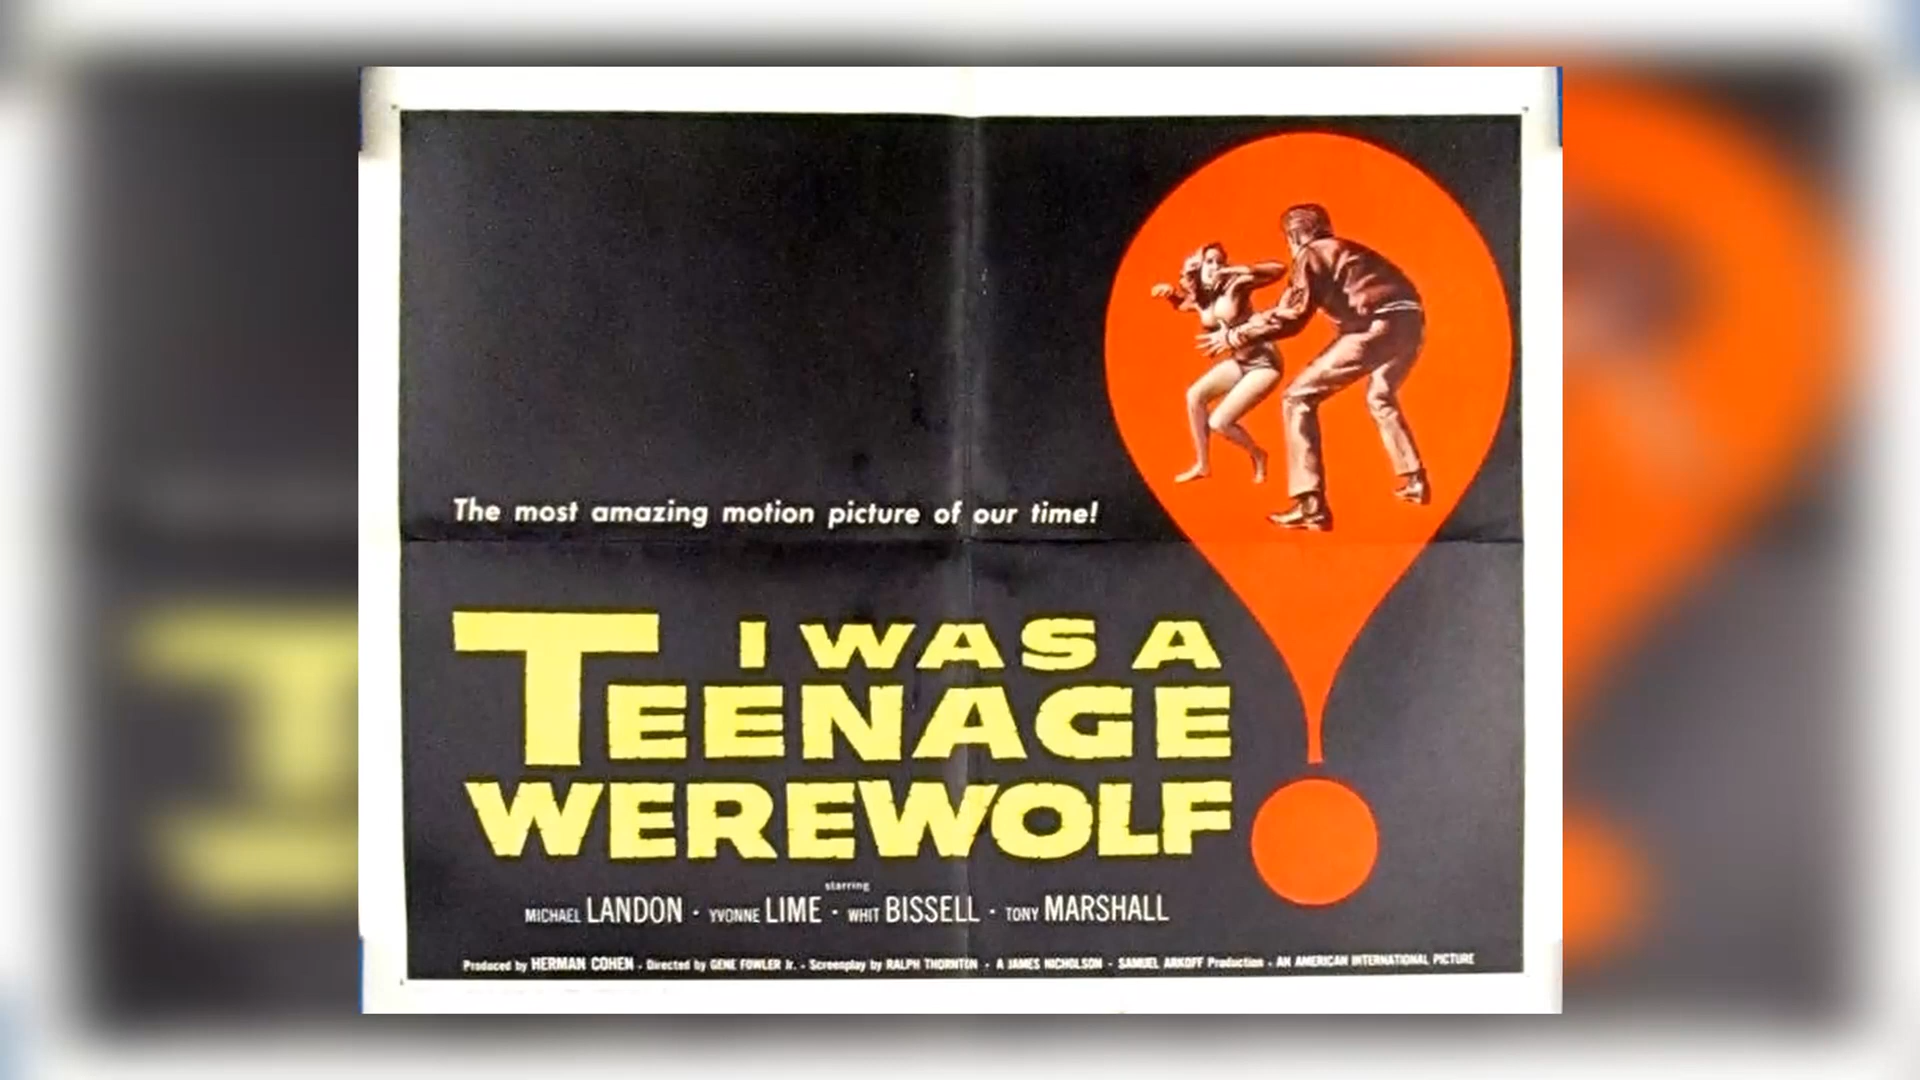 The most amazing motion picture of our time!
I WAS A
TEENAGE
WEREWOLF
starring
MICHAEL LANDON · YVONNE LIME · WHIT BISSELL · TONY MARSHALL
Produced by HERMAN COHEN · Directed by GENE FOWLER Jr. · Screenplay by RALPH THORNTON · A JAMES NICHOLSON · SAMUEL ARKOFF Production · AN AMERICAN INTERNATIONAL PICTURE